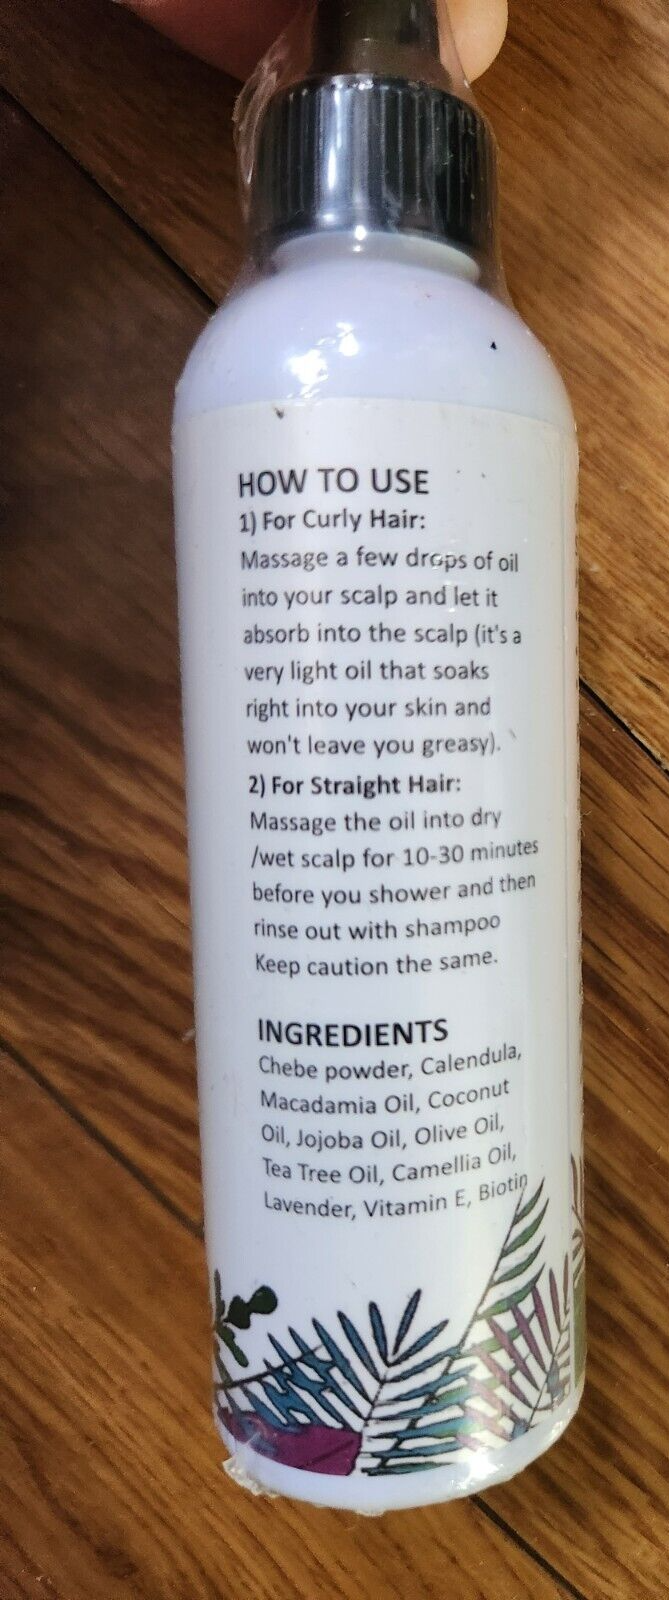 HOW TO USE
1) For Curly Hair:
Massage a few drops of oil
into your scalp and let it
absorb into the scalp (it's a
very light oil that soaks
right into your skin and
won't leave you greasy).
2) For Straight Hair:
Massage the oil into dry
/wet scalp for 10-30 minutes
before you shower and then
rinse out with shampoo
Keep caution the same.
INGREDIENTS
Chebe powder, Calendula,
Macadamia Oil, Coconut
Oil, Jojoba Oil, Olive Oil,
Tea Tree Oil, Camellia Oil,
Lavender, Vitamin E, Biotin